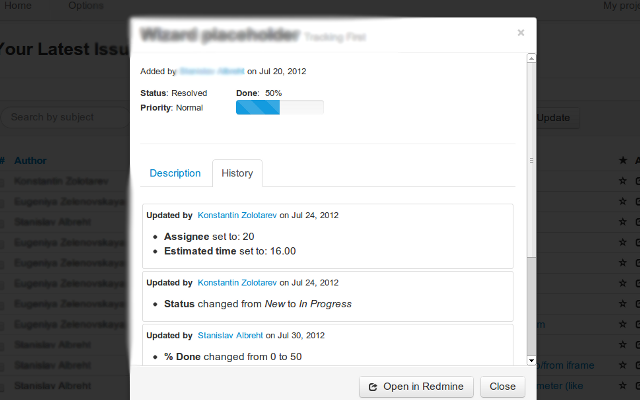 Home Options My proj
Wizard placeholder Tracking First ×
Your Latest Issu
Added by Stanislav Albreht on Jul 20, 2012
Status: Resolved Done: 50%
Priority: Normal
Search by subject Update
# Author
Description History
Konstantin Zolotarev
Eugeniya Zelenovskaya
Stanislav Albreht
Eugeniya Zelenovskaya
Eugeniya Zelenovskaya
Eugeniya Zelenovskaya
Eugeniya Zelenovskaya
Eugeniya Zelenovskaya
Stanislav Albreht
Stanislav Albreht
Stanislav Albreht
Updated by Konstantin Zolotarev on Jul 24, 2012
Assignee set to: 20
Estimated time set to: 16.00
Updated by Konstantin Zolotarev on Jul 24, 2012
Status changed from New to In Progress
Updated by Stanislav Albreht on Jul 30, 2012
% Done changed from 0 to 50
/from iframe
meter (like
Open in Redmine Close